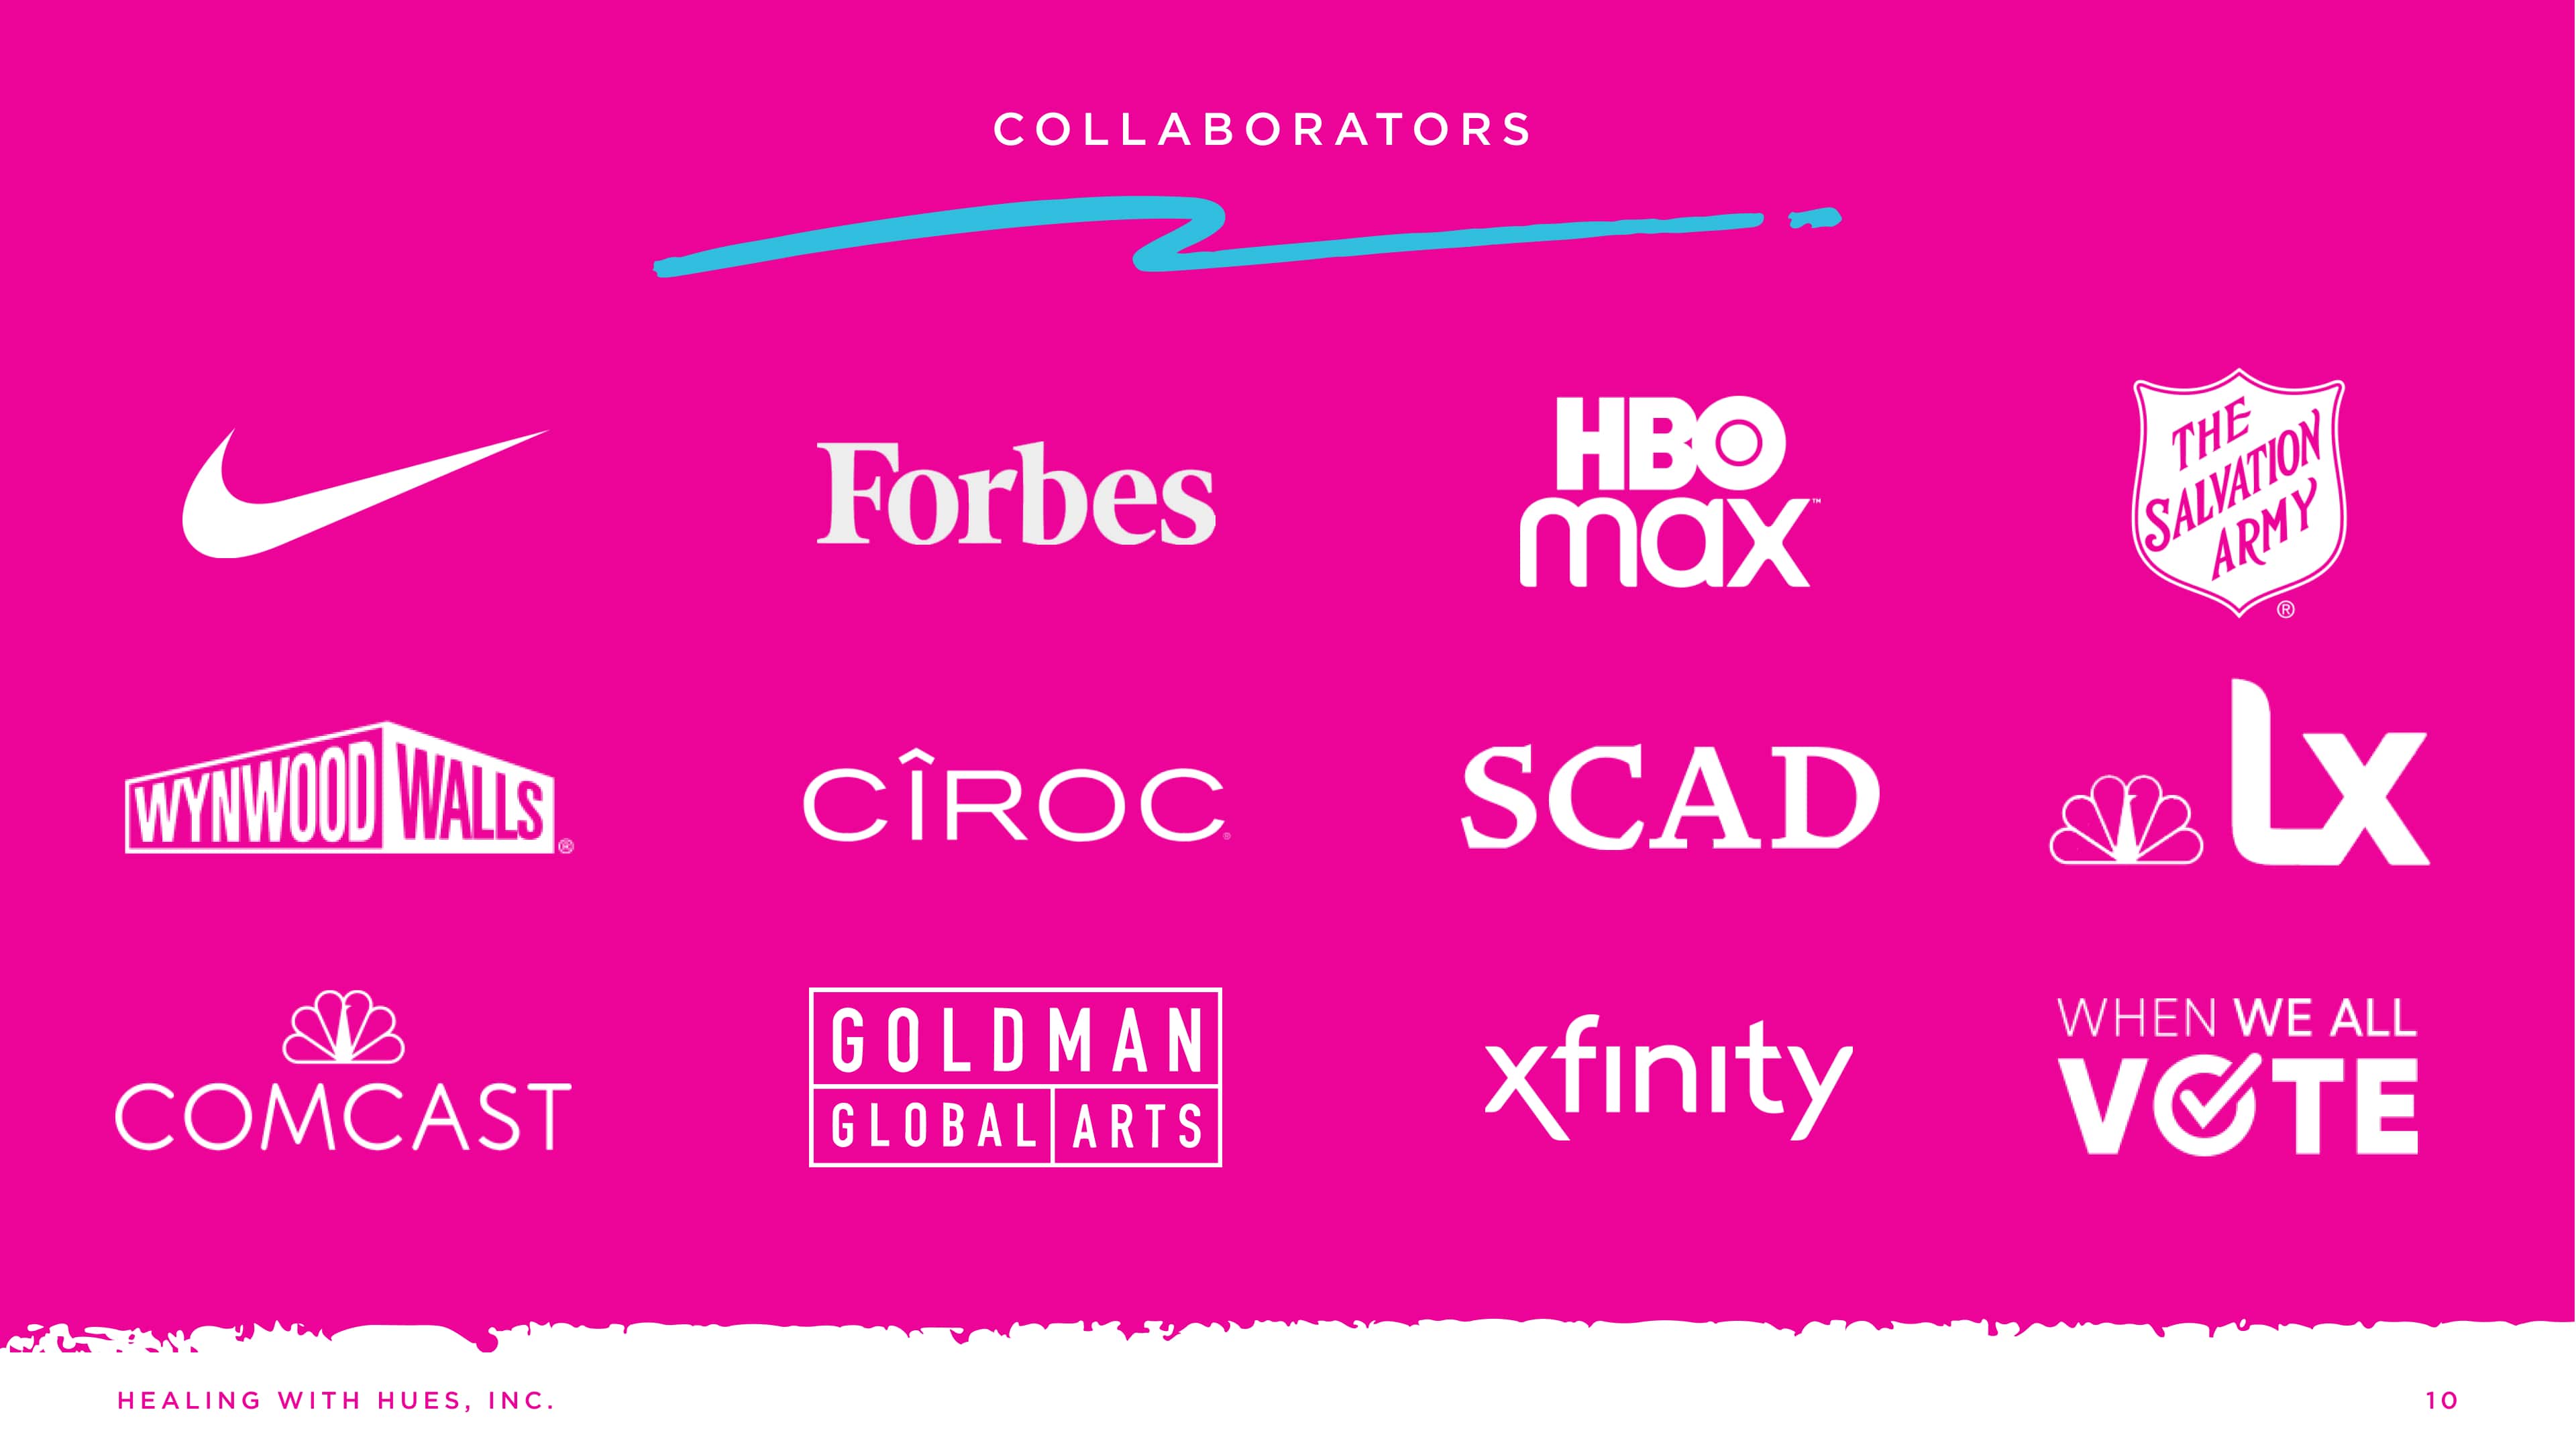 COLLABORATORS
Forbes
HBO
max™
THE
SALVATION
ARMY
®
WYNWOOD WALLS®
CÎROC®
SCAD
Lx
COMCAST
GOLDMAN
GLOBAL ARTS
xfinity
WHEN WE ALL
VOTE
HEALING WITH HUES, INC.
10